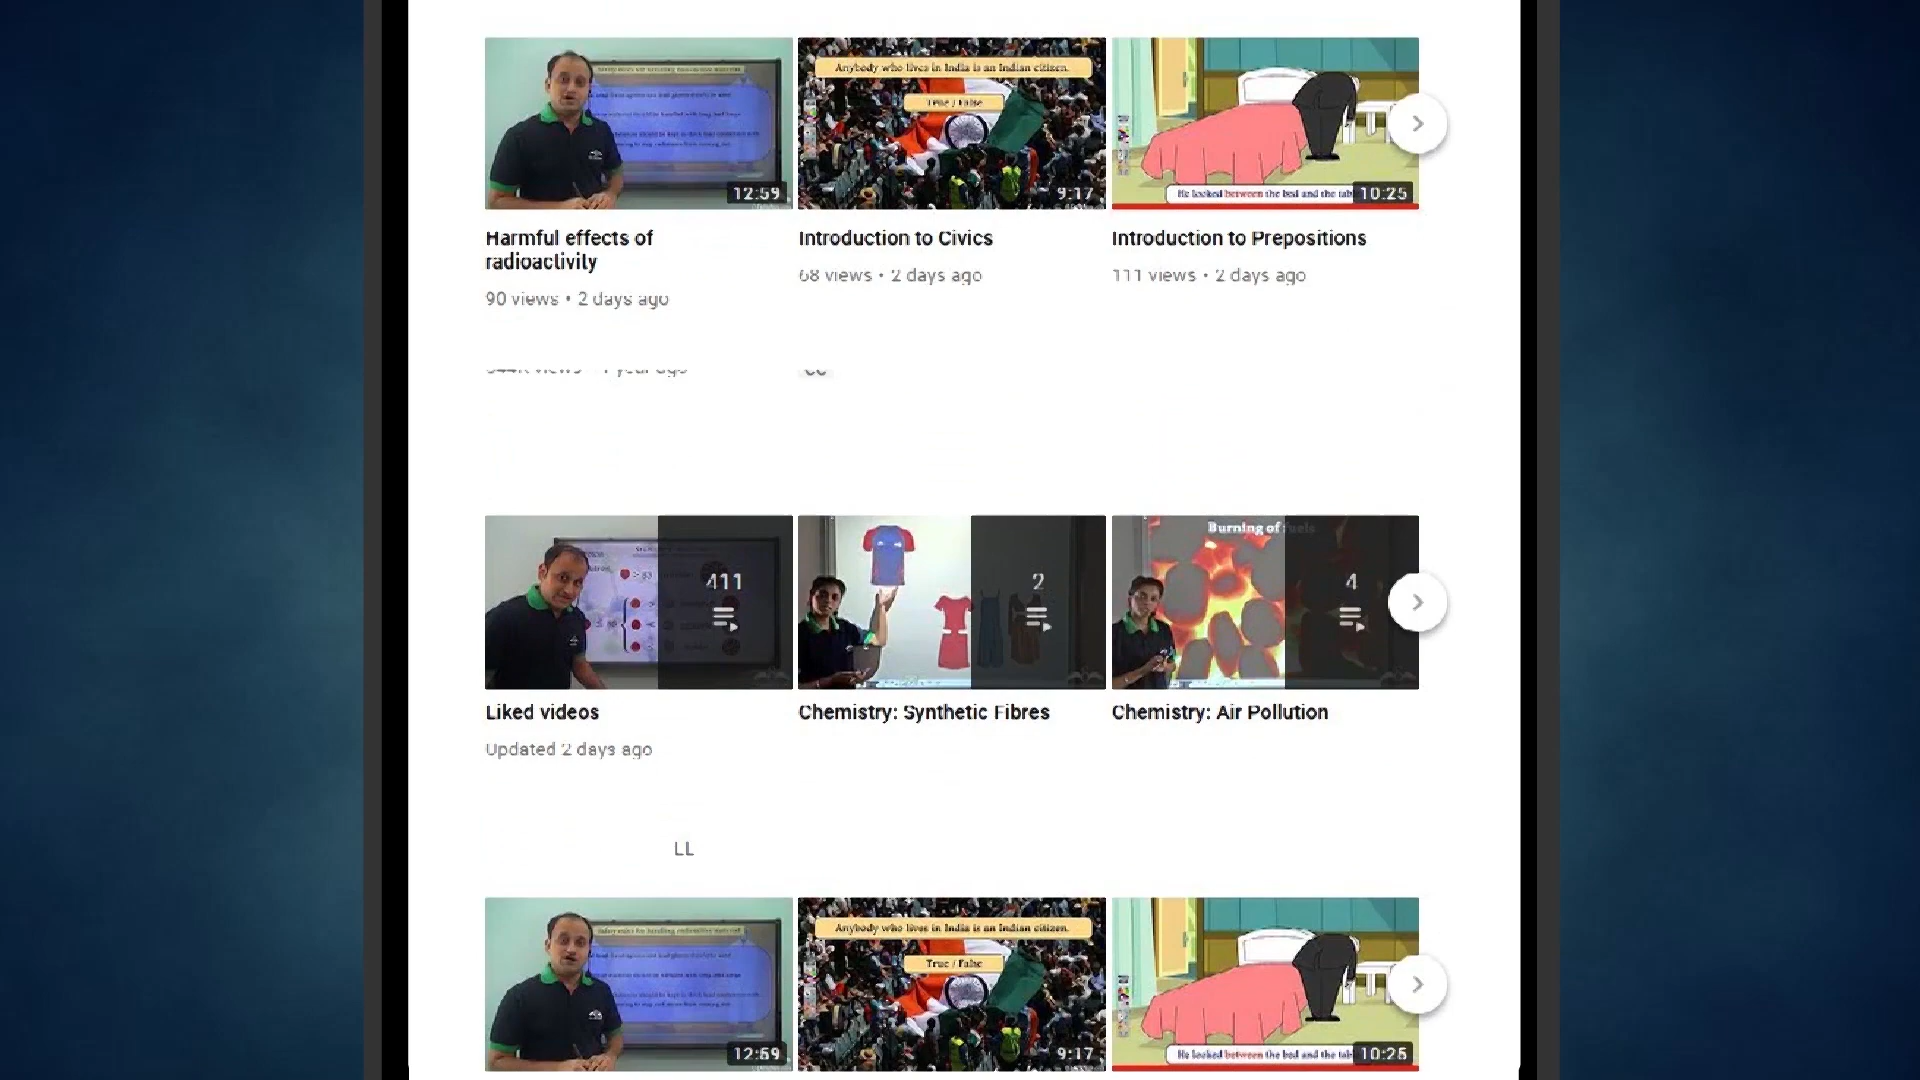 Anybody who lives in India is an Indian citizen.
True / False
He looked between the bed and the
12:59
9:17
10:25
Harmful effects of
radioactivity
Introduction to Civics
Introduction to Prepositions
90 views • 2 days ago
68 views • 2 days ago
111 views • 2 days ago
Burning of fuels
411
2
4
Liked videos
Chemistry: Synthetic Fibres
Chemistry: Air Pollution
Updated 2 days ago
Anybody who lives in India is an Indian citizen.
True / False
He looked between the bed and the
12:59
9:17
10:25